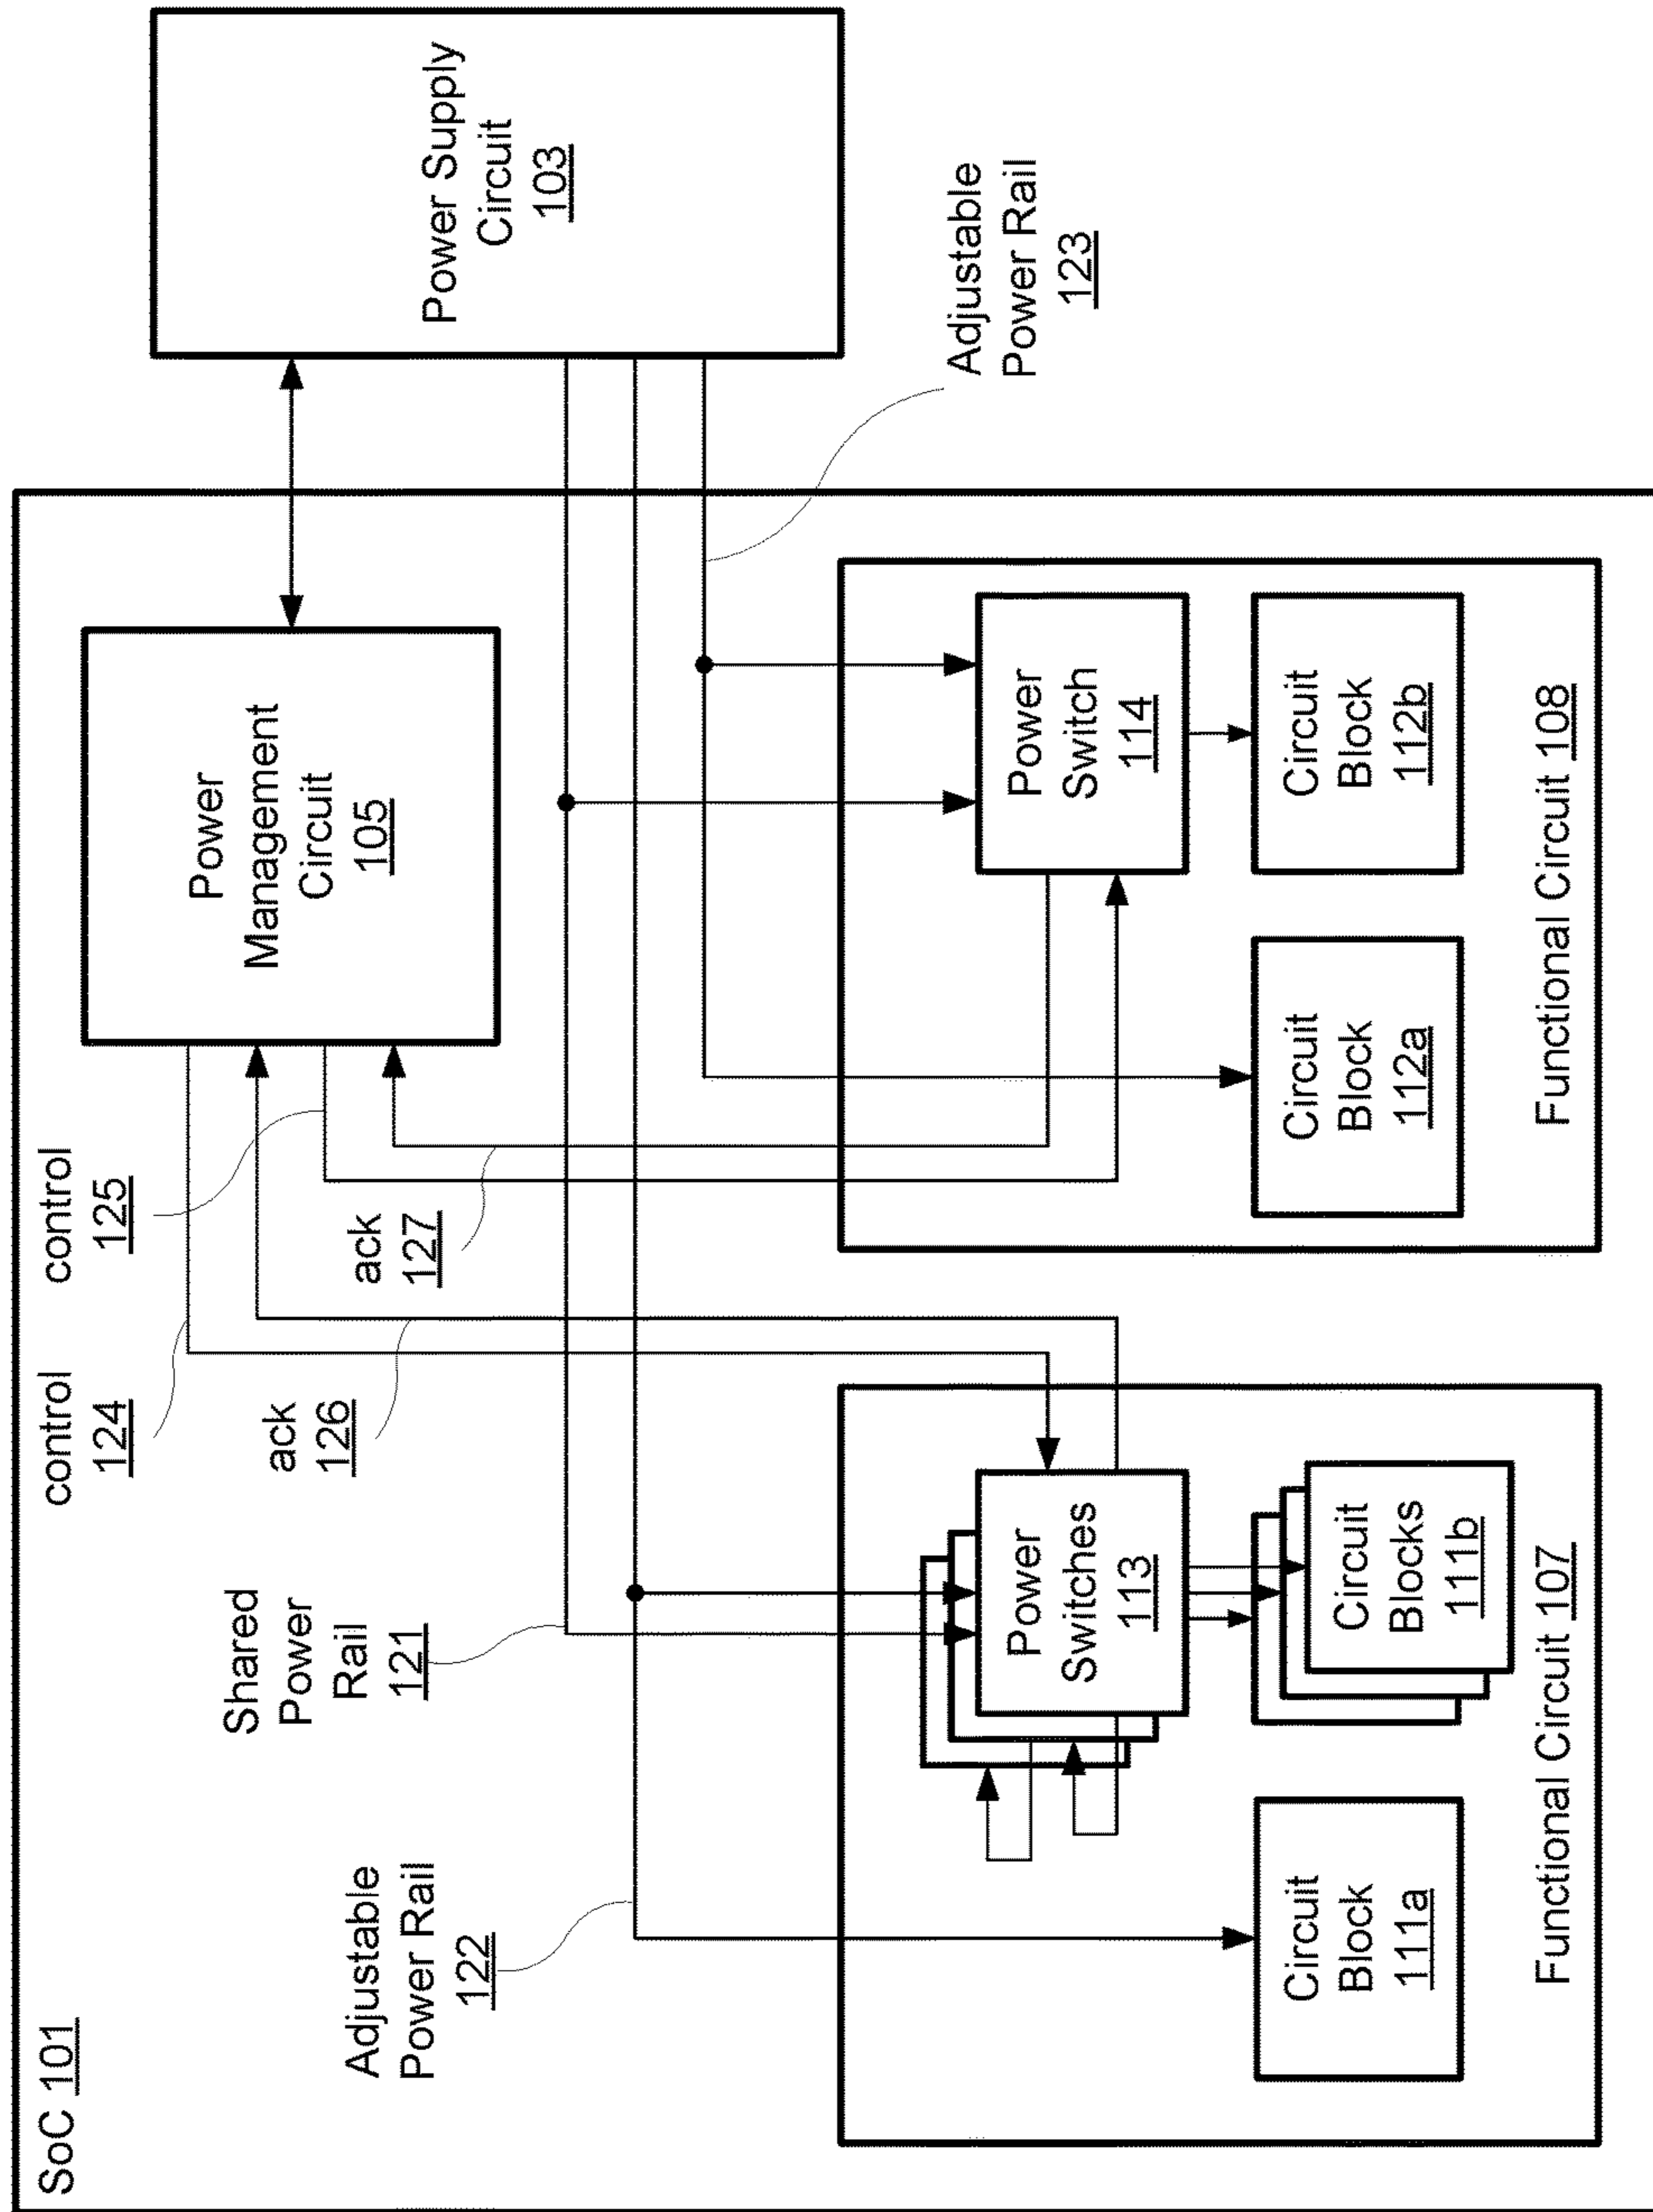 SoC 101
control
124
control
125
ack
126
ack
127
Power
Management
Circuit
105
Power Supply
Circuit
103
Shared
Power
Rail
121
Adjustable
Power Rail
122
Adjustable
Power Rail
123
Power
Switches
113
Circuit
Block
111a
Circuit
Blocks
111b
Functional Circuit 107
Power
Switch
114
Circuit
Block
112a
Circuit
Block
112b
Functional Circuit 108